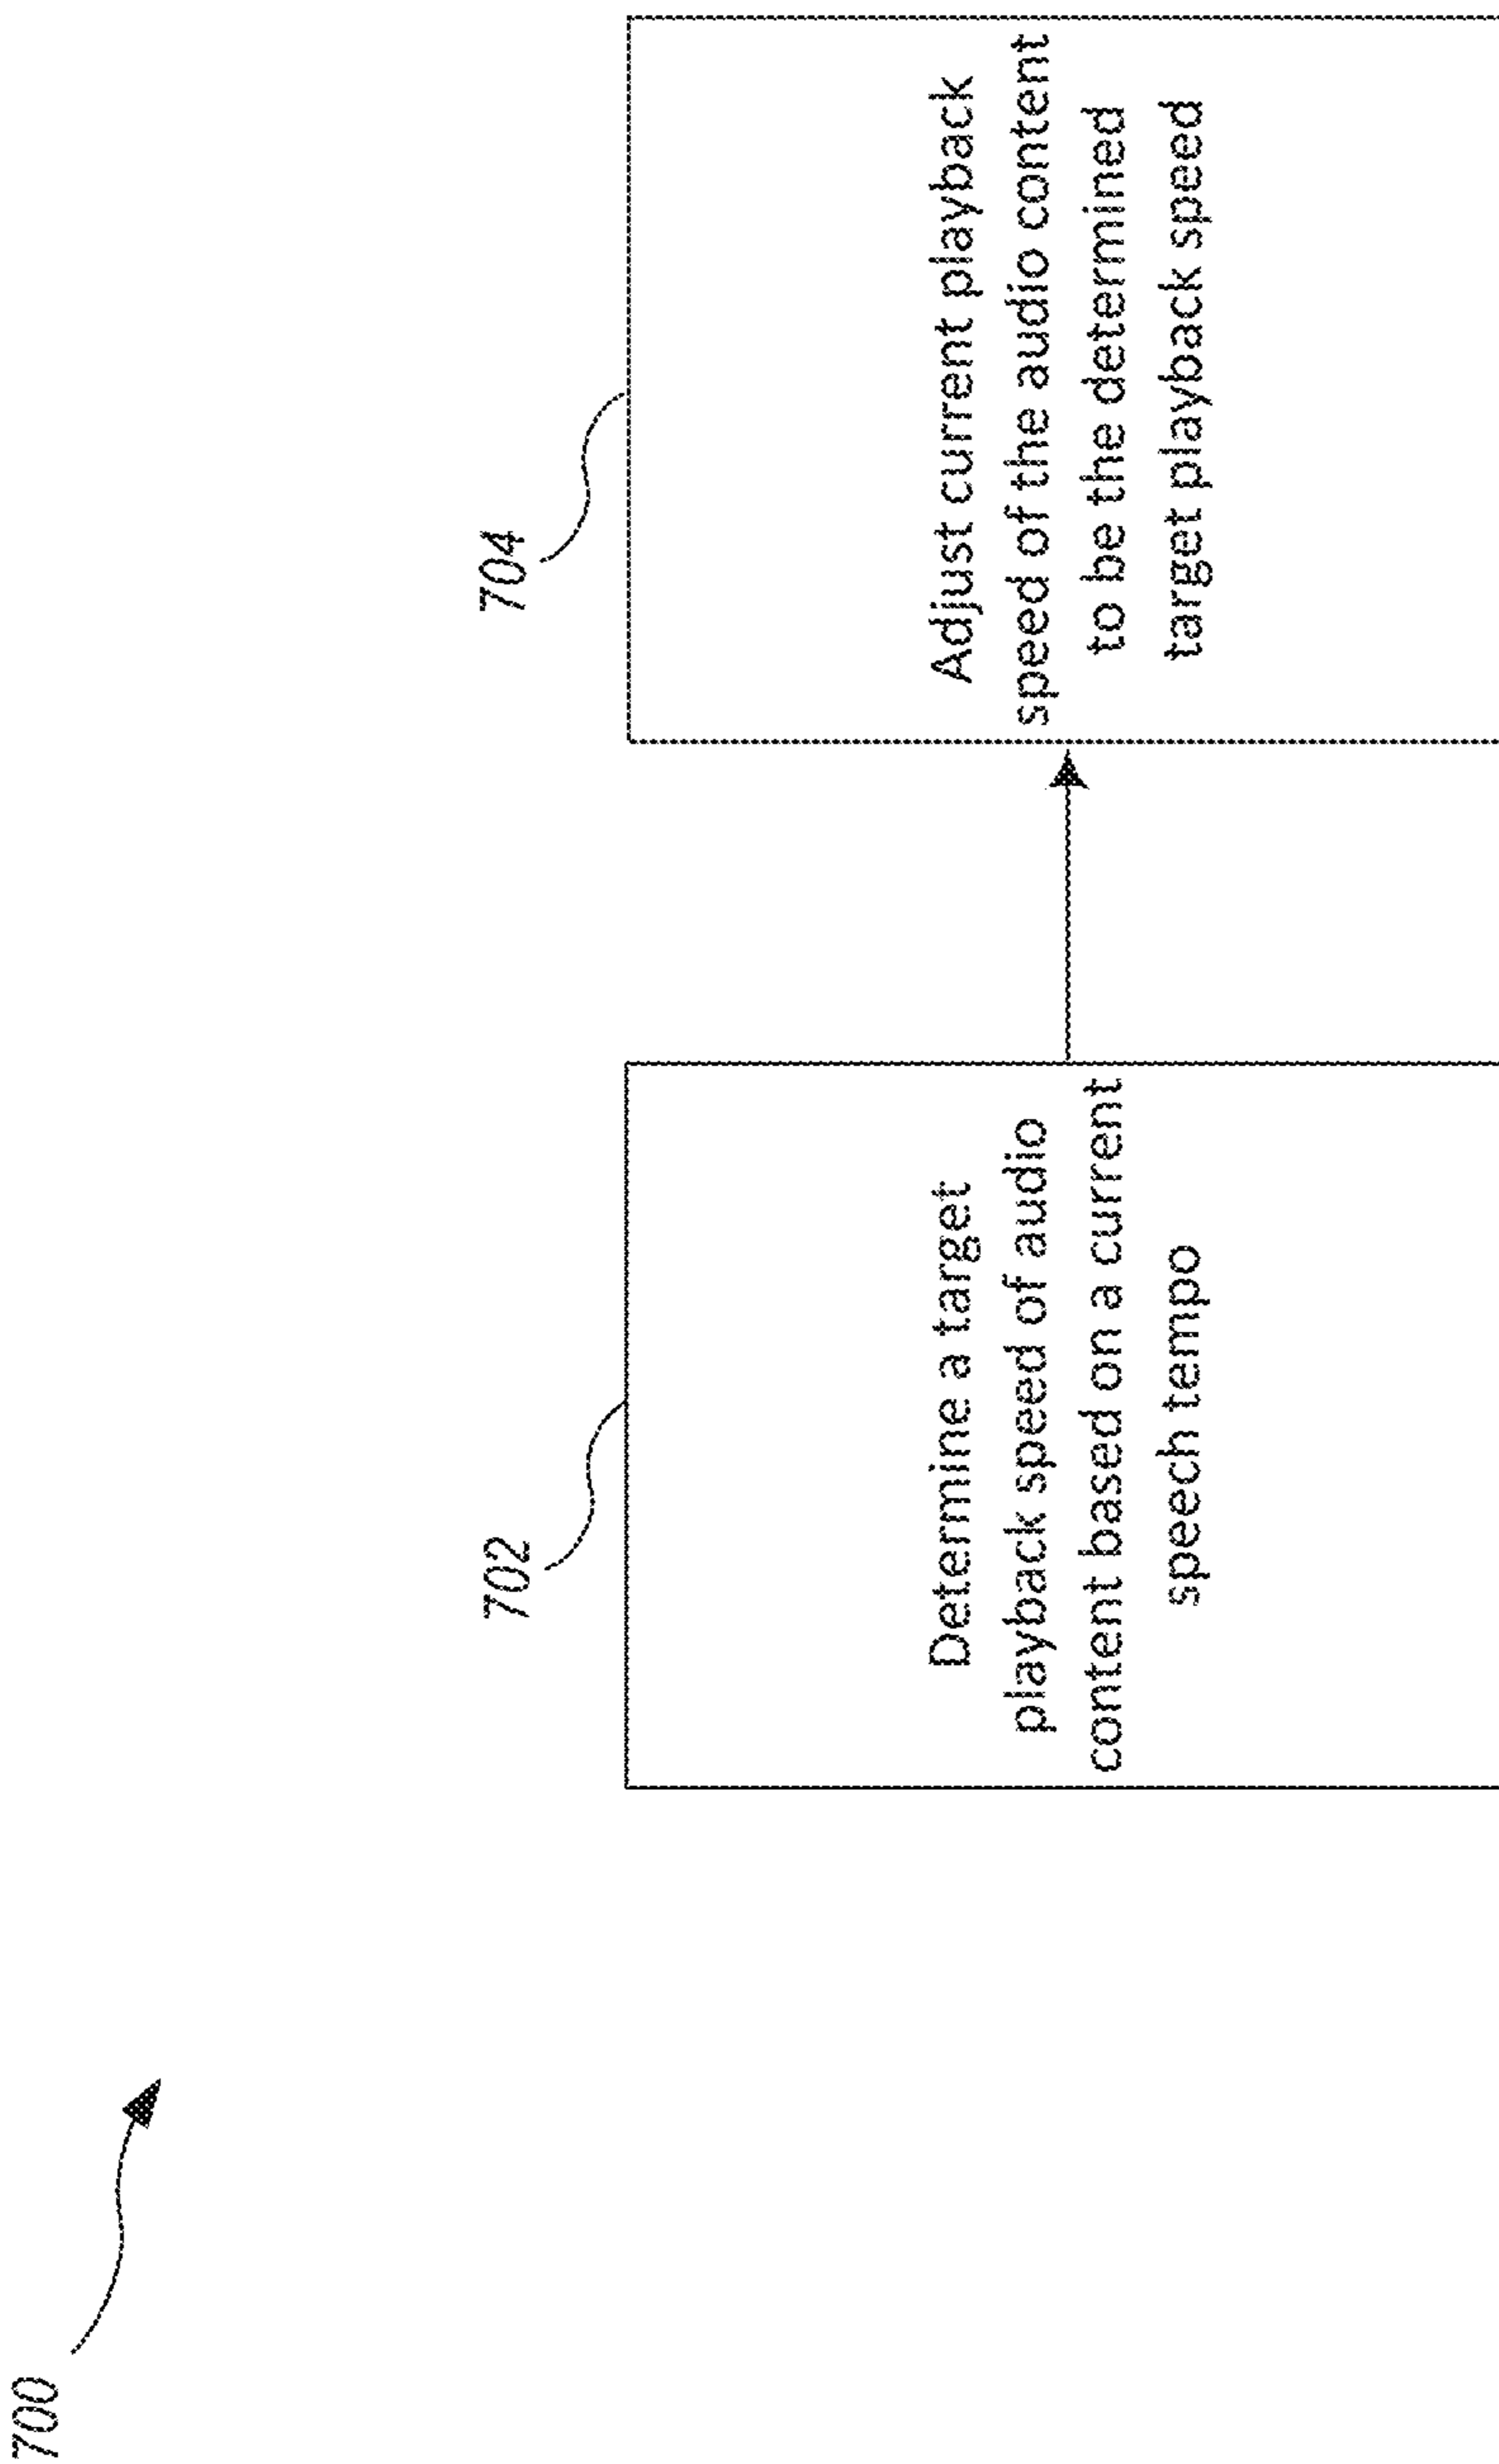 700
702
Determine a target
playback speed of audio
content based on a current
speech tempo
704
Adjust current playback
speed of the audio content
to be the determined
target playback speed